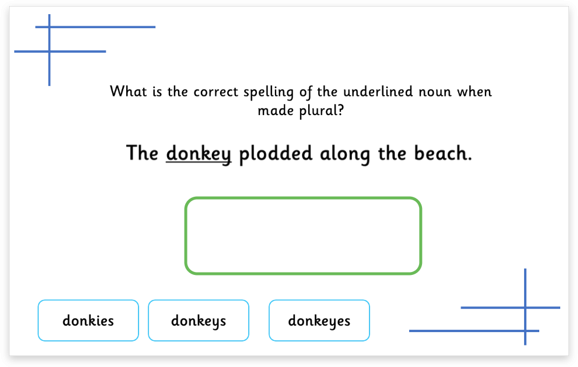 What is the correct spelling of the underlined noun when
made plural?
The donkey plodded along the beach.
donkies donkeys donkeyes